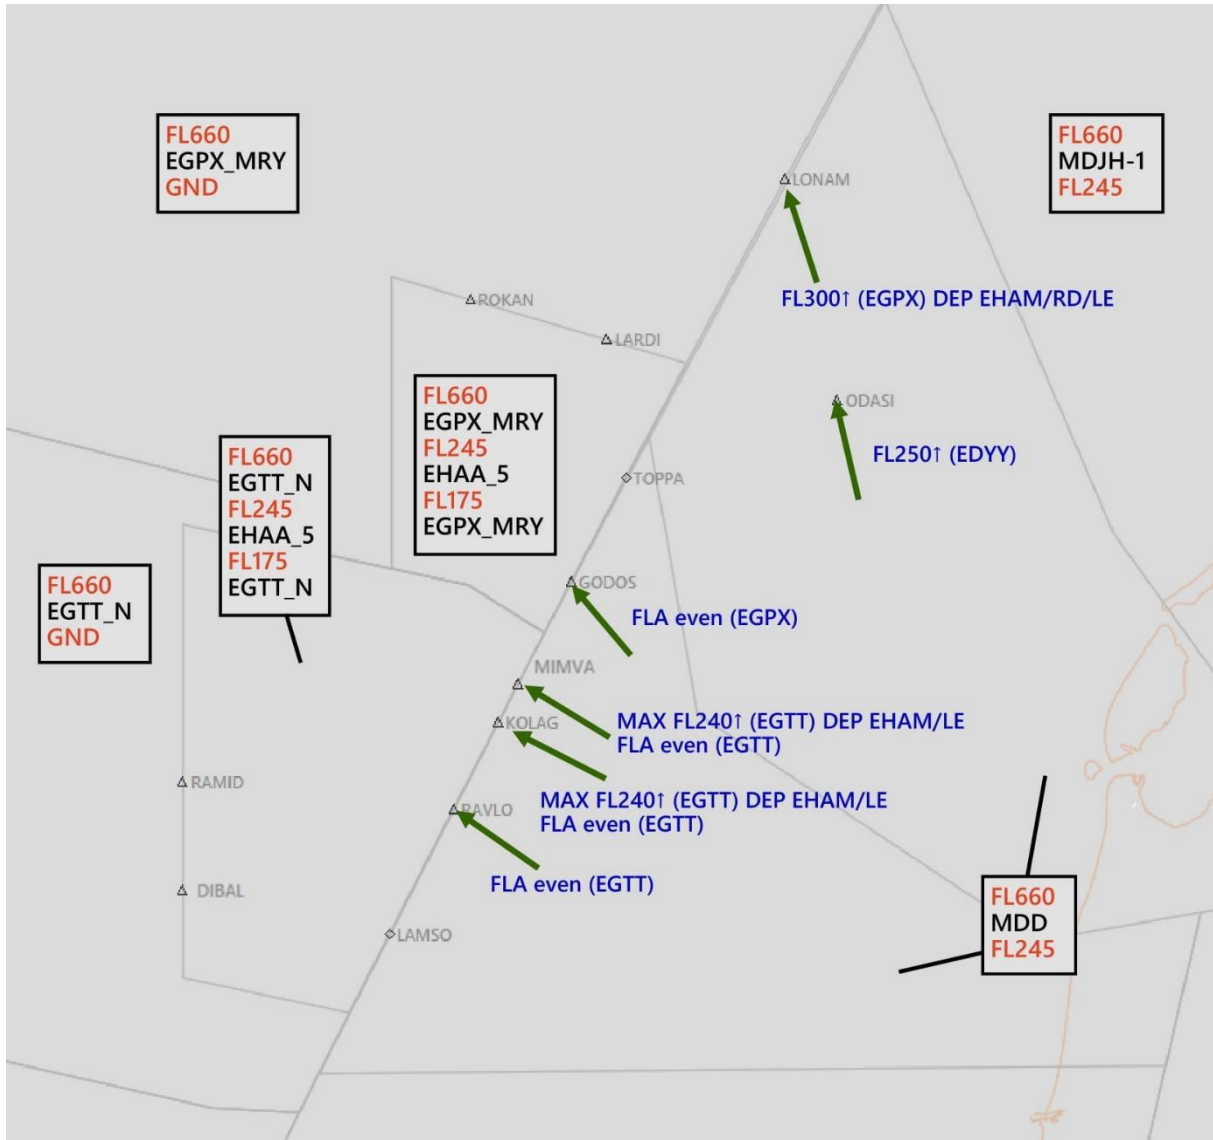 FL660
EGPX_MRY
GND
FL660
MDJH-1
FL245
LONAM
FL300↑ (EGPX) DEP EHAM/RD/LE
ROKAN
LARDI
FL660
EGPX_MRY
FL245
EHAA_5
FL175
EGPX_MRY
ODASI
FL250↑ (EDYY)
FL660
EGTT_N
FL245
EHAA_5
FL175
EGTT_N
TOPPA
FL660
EGTT_N
GND
GODOS
FLA even (EGPX)
MIMVA
MAX FL240↑ (EGTT) DEP EHAM/LE
FLA even (EGTT)
KOLAG
MAX FL240↑ (EGTT) DEP EHAM/LE
FLA even (EGTT)
RAMID
RAVLO
FLA even (EGTT)
DIBAL
LAMSO
FL660
MDD
FL245